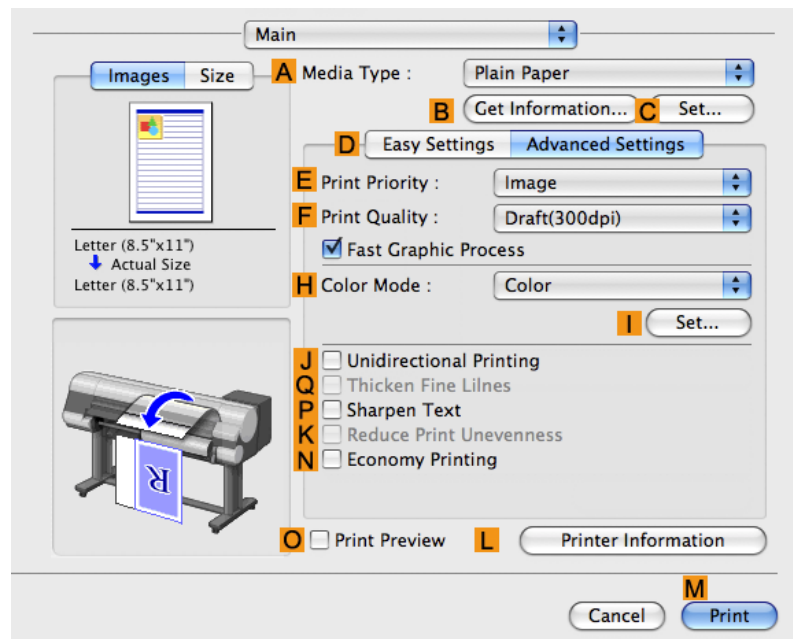 Main
Images Size
A Media Type : Plain Paper
B Get Information... C Set...
D Easy Settings Advanced Settings
E Print Priority : Image
F Print Quality : Draft(300dpi)
Fast Graphic Process
Letter (8.5"x11")
Actual Size
Letter (8.5"x11")
H Color Mode : Color
I Set...
J Unidirectional Printing
Q Thicken Fine Lilnes
P Sharpen Text
K Reduce Print Unevenness
N Economy Printing
R
O Print Preview L Printer Information
M
Cancel Print